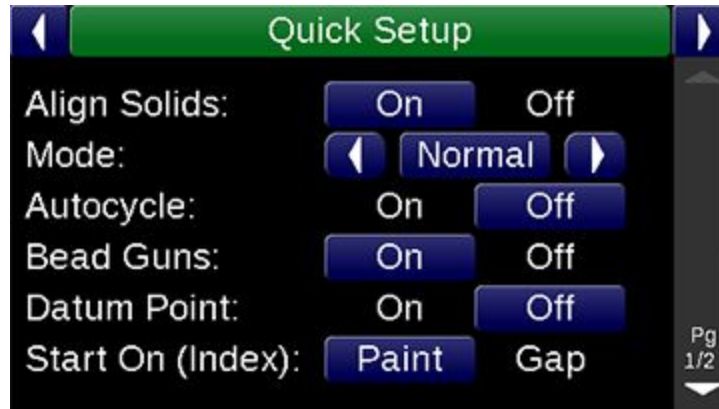 Quick Setup
Align Solids: On Off
Mode: Normal
Autocycle: On Off
Bead Guns: On Off
Datum Point: On Off
Start On (Index): Paint Gap
Pg
1/2